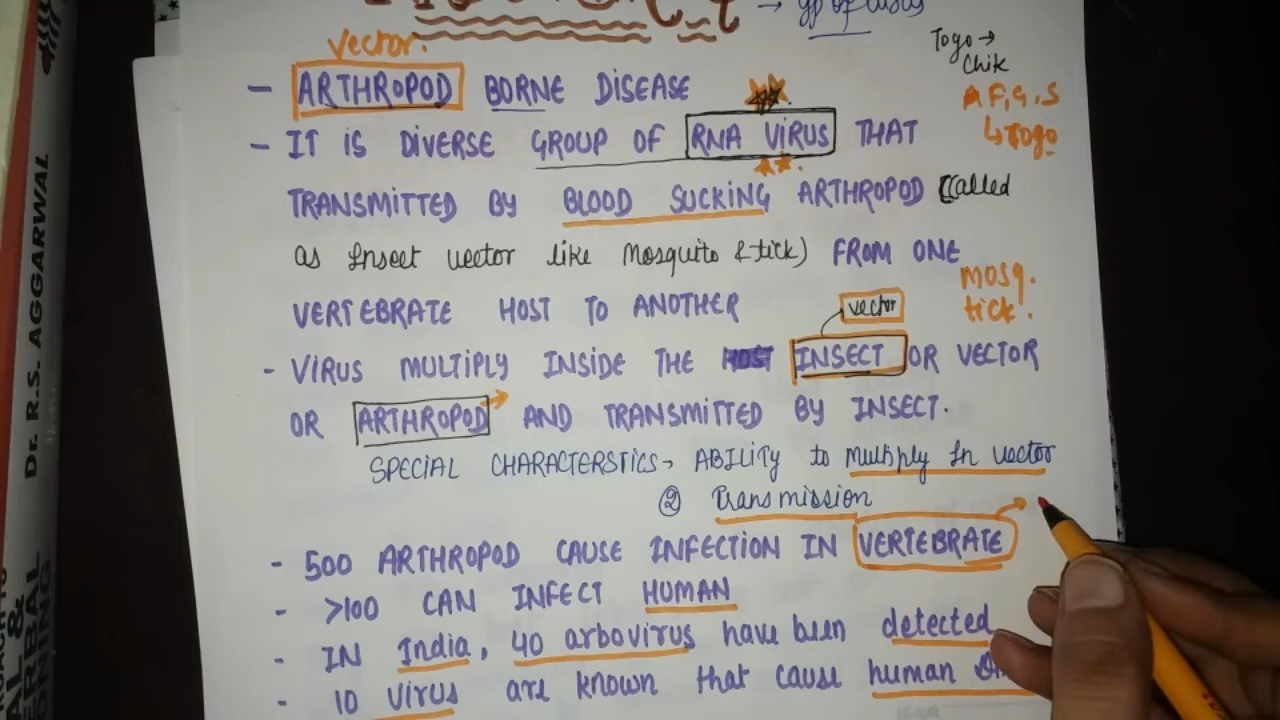 → gp of
vector.
Togo →
Chik
- ARTHROPOD BORNE DISEASE
A F, G, S
↳ Togo
- IT IS DIVERSE GROUP OF RNA VIRUS THAT
TRANSMITTED BY BLOOD SUCKING ARTHROPOD (Called
as Insect vector like Mosquito & tick) FROM ONE
mosq.
tick.
VERTEBRATE HOST TO ANOTHER
vector
- VIRUS MULTIPLY INSIDE THE INSECT OR VECTOR
OR ARTHROPOD → AND TRANSMITTED BY INSECT.
SPECIAL CHARACTERSTICS → ABILITY to multiply In vector
② Transmission
- 500 ARTHROPOD CAUSE INFECTION IN VERTEBRATE →
- >100 CAN INFECT HUMAN
- IN India, 40 arbovirus have been detected
- 10 virus are known that cause human
Dr. R.S. AGGARWAL